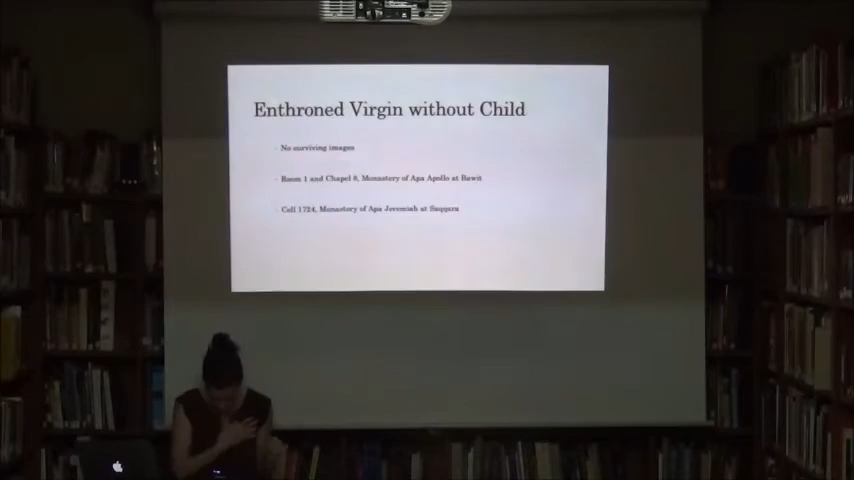 Enthroned Virgin without Child
No surviving images
Room 1 and Chapel 8, Monastery of Apa Apollo at Bawit
Cell 1724, Monastery of Apa Jeremiah at Saqqara